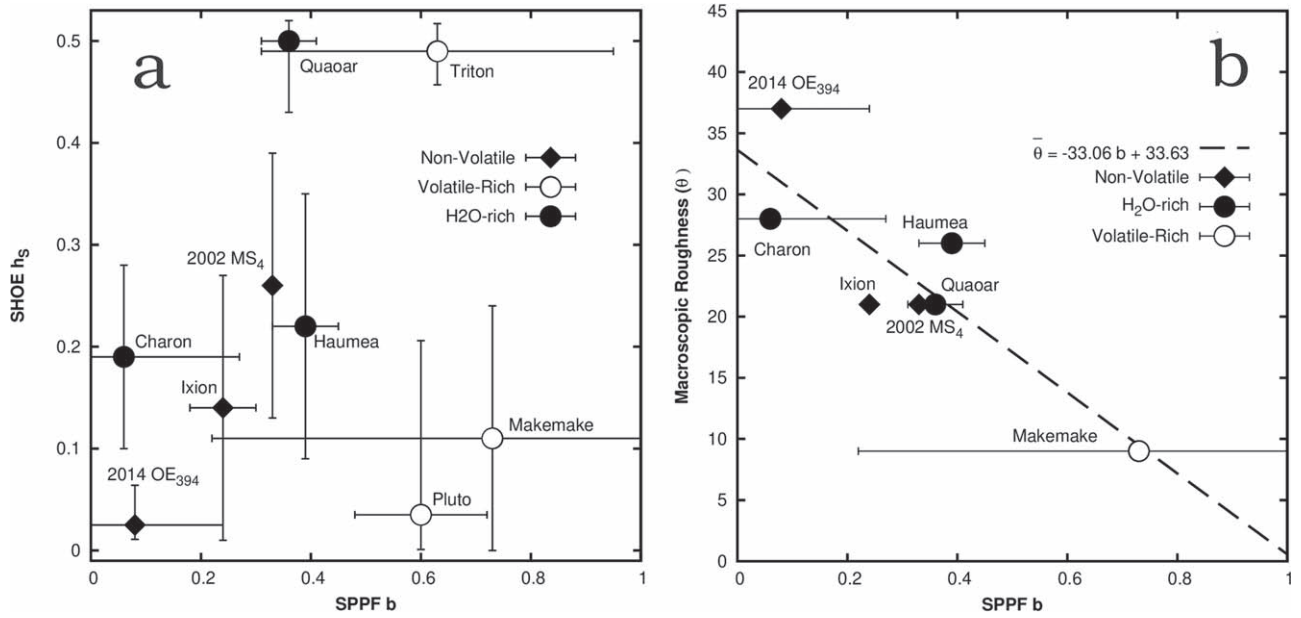 a
SHOE hS
0.5
0.4
0.3
0.2
0.1
0
0
0.2
0.4
0.6
0.8
1
SPPF b
Quaoar
Triton
Non-Volatile
Volatile-Rich
H2O-rich
2002 MS4
Haumea
Charon
Ixion
Makemake
2014 OE394
Pluto
b
Macroscopic Roughness (θ)
45
40
35
30
25
20
15
10
5
0
0
0.2
0.4
0.6
0.8
1
SPPF b
2014 OE394
θ̅ = -33.06 b + 33.63
Non-Volatile
H2O-rich
Volatile-Rich
Haumea
Charon
Ixion
Quaoar
2002 MS4
Makemake